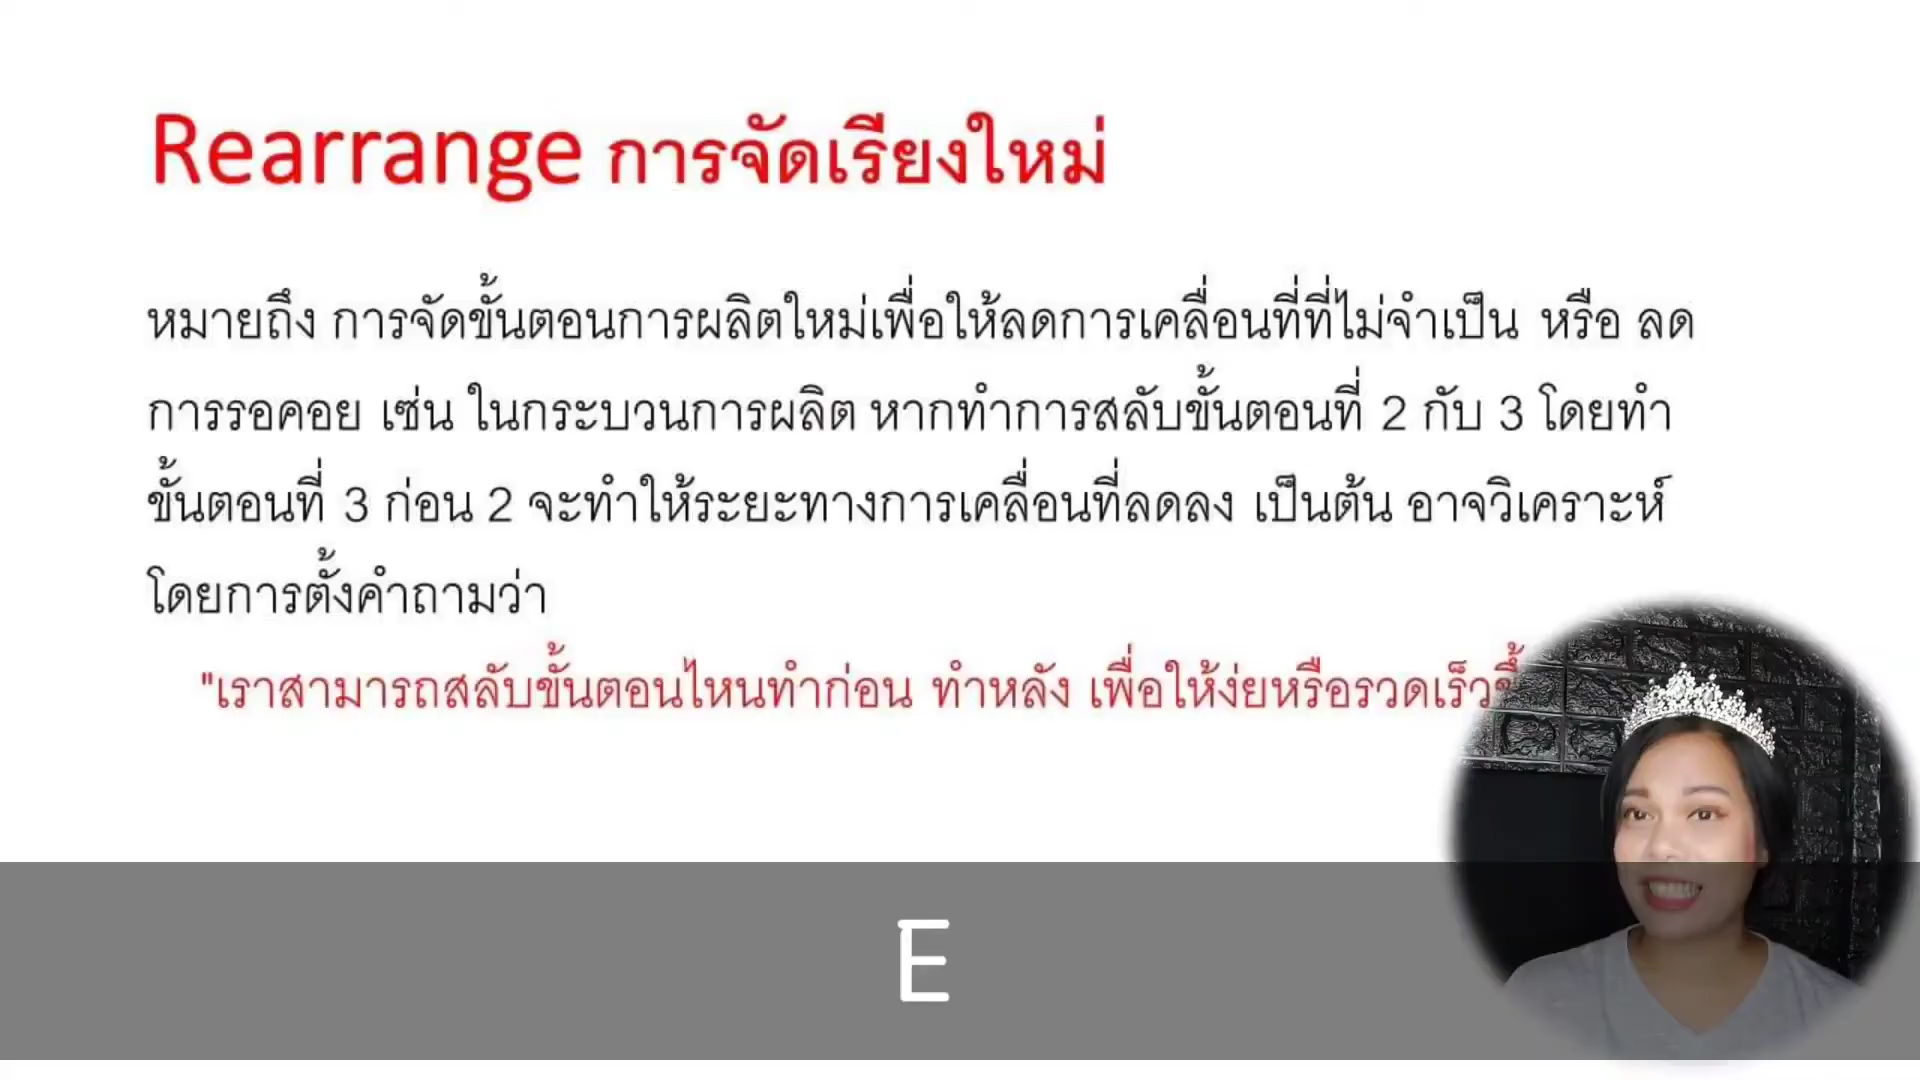 Rearrange การจัดเรียงใหม่
หมายถึง การจัดขั้นตอนการผลิตใหม่เพื่อให้ลดการเคลื่อนที่ที่ไม่จำเป็น หรือ ลด
การรอคอย เช่น ในกระบวนการผลิต หากทำการสลับขั้นตอนที่ 2 กับ 3 โดยทำ
ขั้นตอนที่ 3 ก่อน 2 จะทำให้ระยะทางการเคลื่อนที่ลดลง เป็นต้น อาจวิเคราะห์
โดยการตั้งคำถามว่า
"เราสามารถสลับขั้นตอนไหนทำก่อน ทำหลัง เพื่อให้ง่ยหรือรวดเร็ว
E